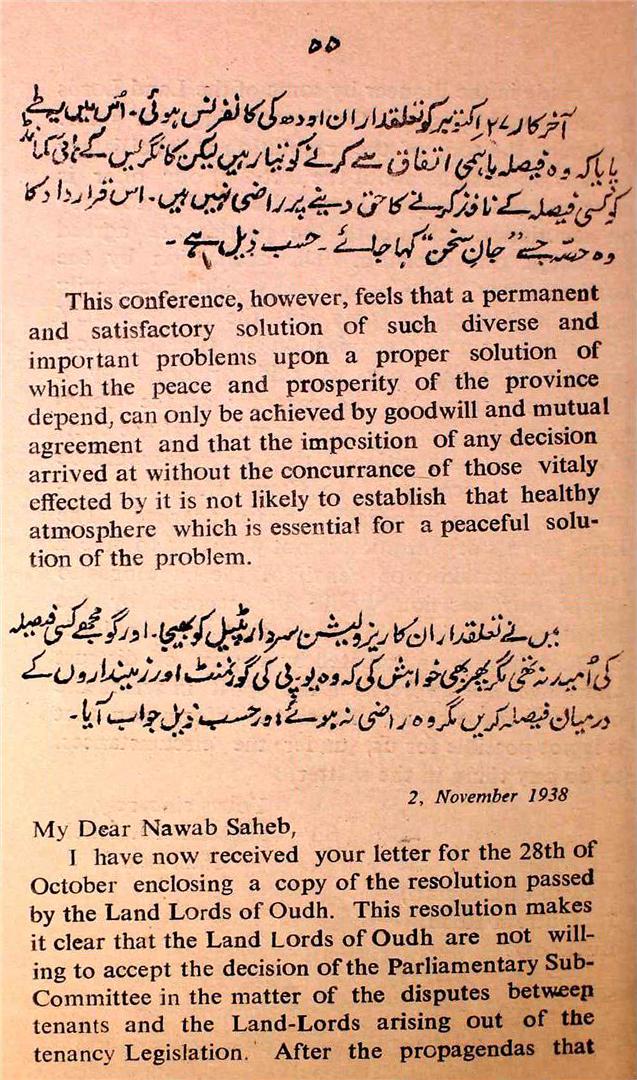 ۵۵
آخر کار ۲۷ اکتوبر کو تعلقداران اودھ کی کانفرنس ہوئی۔ اُس میں یہ طے
پایا کہ وہ فیصلہ باہمی اتفاق سے کرنے کو تیار ہیں لیکن کانگریس کے ہائی کمانڈ
کو کسی فیصلہ کے نافذ کرنے کا حق دینے پر راضی نہیں ہیں۔ اس قرارداد کا
وہ حصہ جسے "جانِ سخن" کہا جائے۔ حسب ذیل ہے۔
This conference, however, feels that a permanent
and satisfactory solution of such diverse and
important problems upon a proper solution of
which the peace and prosperity of the province
depend, can only be achieved by goodwill and mutual
agreement and that the imposition of any decision
arrived at without the concurrance of those vitaly
effected by it is not likely to establish that healthy
atmosphere which is essential for a peaceful solu-
tion of the problem.
میں نے تعلقداران کا ریزولیشن سردار پٹیل کو بھیجا۔ اور گو مجھے کسی فیصلہ
کی اُمید نہ تھی مگر پھر بھی خواہش کی کہ وہ یو۔پی کی گورنمنٹ اور زمینداروں کے
درمیان فیصلہ کریں مگر وہ راضی نہ ہوئے اور حسب ذیل جواب آیا۔
2, November 1938
My Dear Nawab Saheb,
I have now received your letter for the 28th of
October enclosing a copy of the resolution passed
by the Land Lords of Oudh. This resolution makes
it clear that the Land Lords of Oudh are not will-
ing to accept the decision of the Parliamentary Sub-
Committee in the matter of the disputes between
tenants and the Land-Lords arising out of the
tenancy Legislation. After the propagendas that